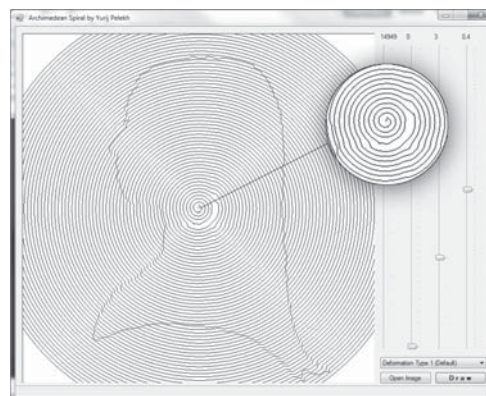 Archimedean Spiral by Yurij Pelekh
14949 0 3 0.4
Deformation Type 1 (Default)
Open Image Draw